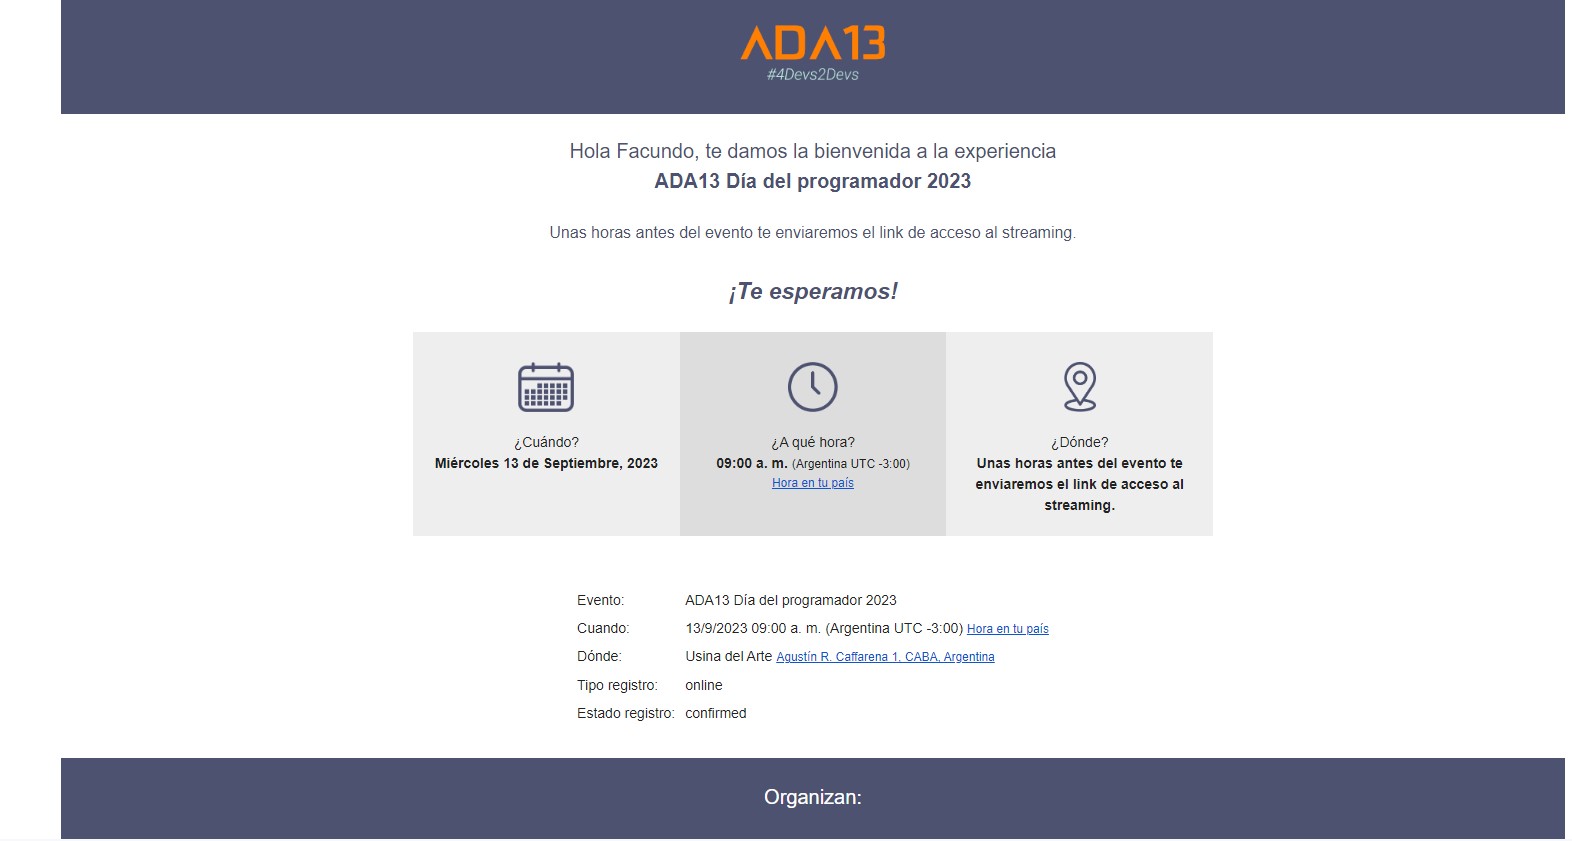 ADA13
#4Devs2Devs
Hola Facundo, te damos la bienvenida a la experiencia
ADA13 Día del programador 2023
Unas horas antes del evento te enviaremos el link de acceso al streaming.
¡Te esperamos!
¿Cuándo?
Miércoles 13 de Septiembre, 2023
¿A qué hora?
09:00 a. m. (Argentina UTC -3:00)
Hora en tu país
¿Dónde?
Unas horas antes del evento te
enviaremos el link de acceso al
streaming.
Evento: ADA13 Día del programador 2023
Cuando: 13/9/2023 09:00 a. m. (Argentina UTC -3:00) Hora en tu país
Dónde: Usina del Arte Agustín R. Caffarena 1, CABA, Argentina
Tipo registro: online
Estado registro: confirmed
Organizan: